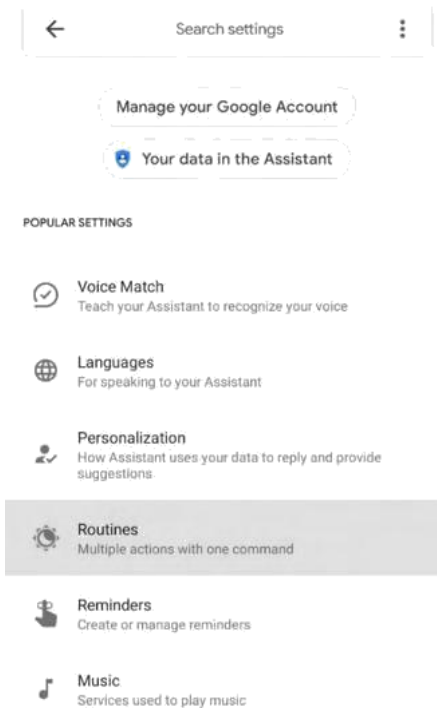 Search settings
Manage your Google Account
Your data in the Assistant
POPULAR SETTINGS
Voice Match
Teach your Assistant to recognize your voice
Languages
For speaking to your Assistant
Personalization
How Assistant uses your data to reply and provide
suggestions
Routines
Multiple actions with one command
Reminders
Create or manage reminders
Music
Services used to play music